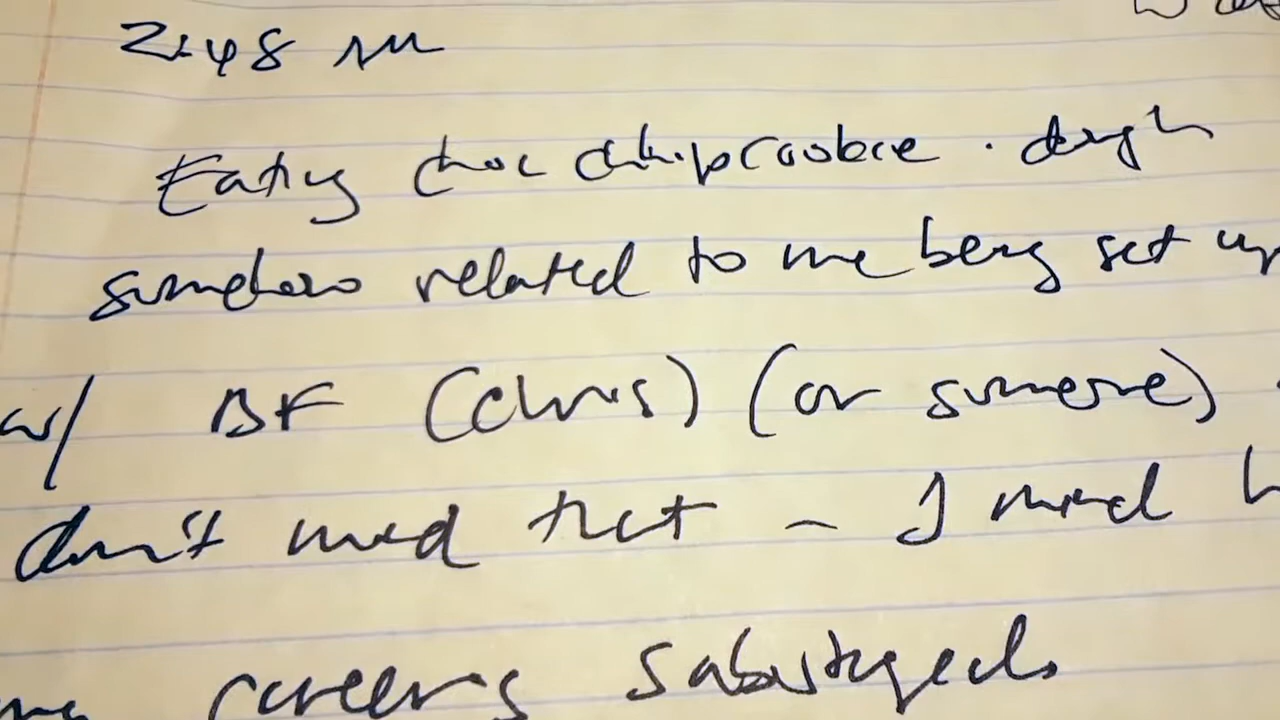 2:48 AM
Eating choc chip cookie. dough
somehow related to me being set up
w/ BF (Chris) (or someone)
don't mind that - I mind
careers sabotaged.